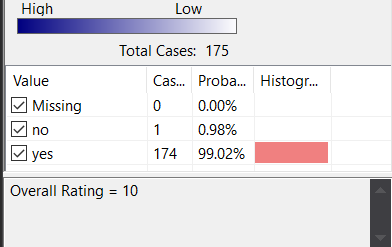 High Low
Total Cases: 175
Value Cas... Proba... Histogr...
Missing 0 0.00%
no 1 0.98%
yes 174 99.02%
Overall Rating = 10